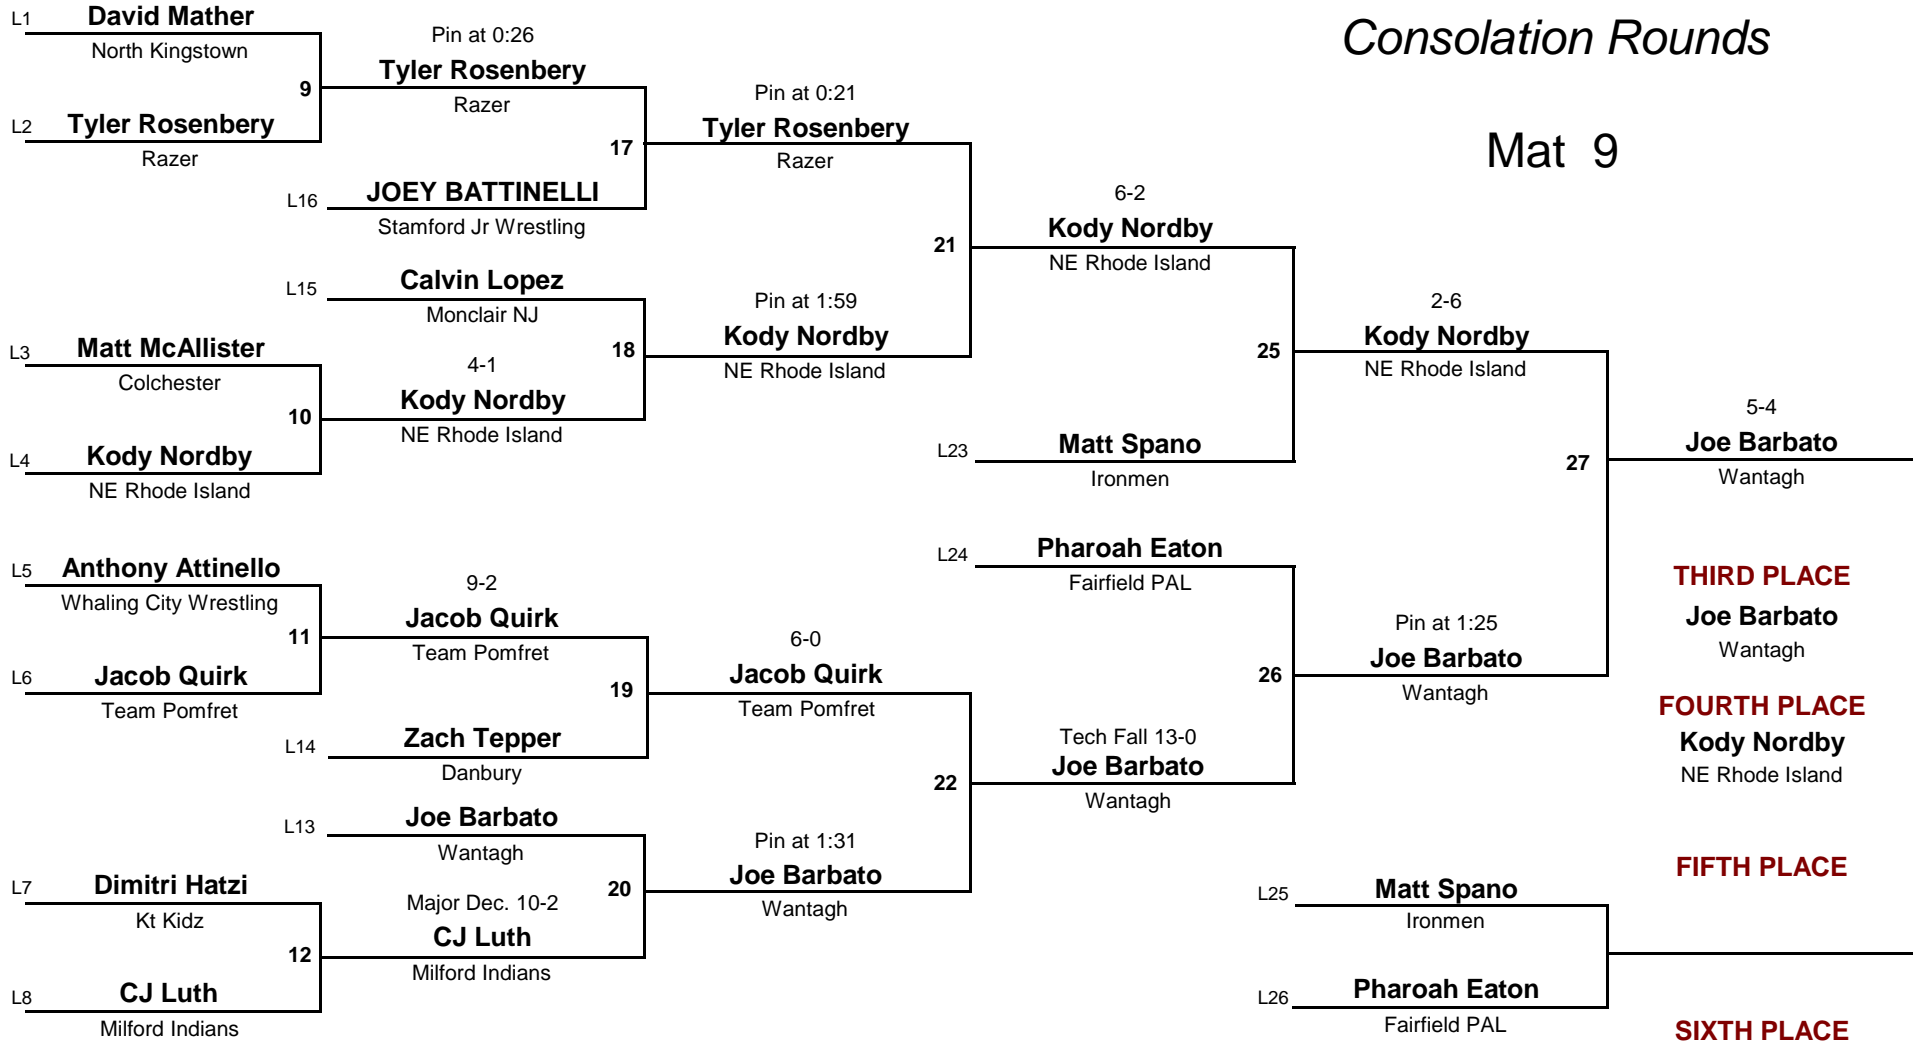 Consolation Rounds
Mat 9
L1 David Mather
North Kingstown
9
L2 Tyler Rosenbery
Razer
Pin at 0:26
Tyler Rosenbery
Razer
17
L16 JOEY BATTINELLI
Stamford Jr Wrestling
Pin at 0:21
Tyler Rosenbery
Razer
21
L15 Calvin Lopez
Monclair NJ
18
L3 Matt McAllister
Colchester
10
L4 Kody Nordby
NE Rhode Island
4-1
Kody Nordby
NE Rhode Island
Pin at 1:59
Kody Nordby
NE Rhode Island
6-2
Kody Nordby
NE Rhode Island
25
L23 Matt Spano
Ironmen
2-6
Kody Nordby
NE Rhode Island
27
L5 Anthony Attinello
Whaling City Wrestling
11
L6 Jacob Quirk
Team Pomfret
9-2
Jacob Quirk
Team Pomfret
19
L14 Zach Tepper
Danbury
6-0
Jacob Quirk
Team Pomfret
22
L13 Joe Barbato
Wantagh
20
L7 Dimitri Hatzi
Kt Kidz
12
L8 CJ Luth
Milford Indians
Major Dec. 10-2
CJ Luth
Milford Indians
Pin at 1:31
Joe Barbato
Wantagh
L24 Pharoah Eaton
Fairfield PAL
26
Tech Fall 13-0
Joe Barbato
Wantagh
Pin at 1:25
Joe Barbato
Wantagh
5-4
Joe Barbato
Wantagh
THIRD PLACE
Joe Barbato
Wantagh
FOURTH PLACE
Kody Nordby
NE Rhode Island
FIFTH PLACE
L25 Matt Spano
Ironmen
L26 Pharoah Eaton
Fairfield PAL
SIXTH PLACE